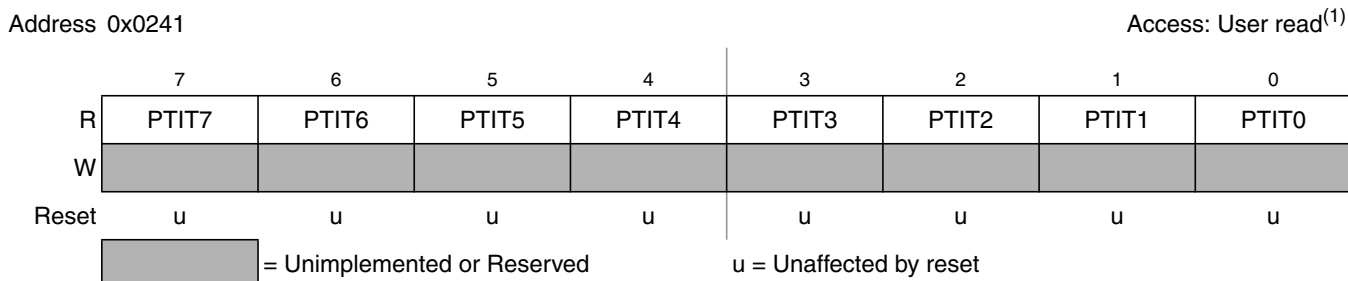 Address 0x0241 Access: User read(1)
7 6 5 4 3 2 1 0
R PTIT7 PTIT6 PTIT5 PTIT4 PTIT3 PTIT2 PTIT1 PTIT0
W
Reset u u u u u u u u
= Unimplemented or Reserved u = Unaffected by reset